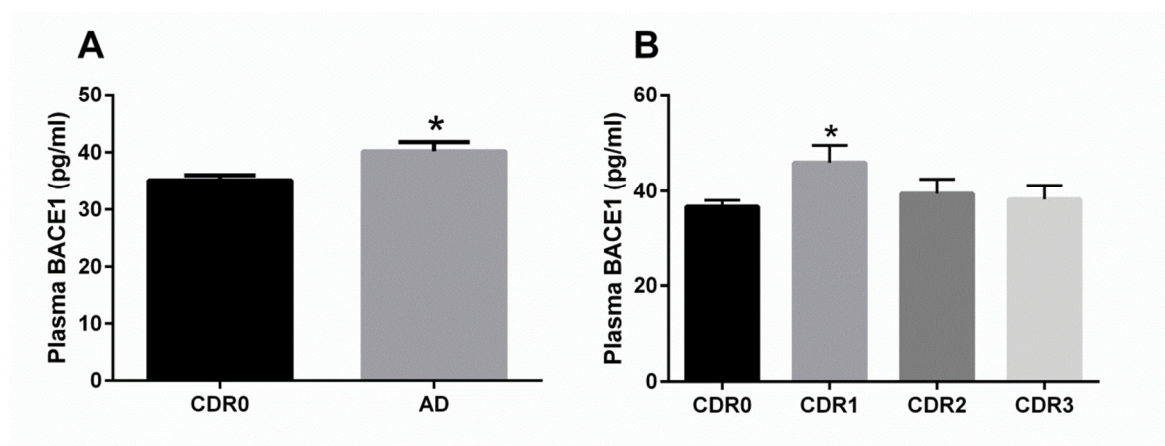 A
Plasma BACE1 (pg/ml)
50
40
30
20
10
0
*
CDR0 AD
B
Plasma BACE1 (pg/ml)
60
40
20
0
*
CDR0 CDR1 CDR2 CDR3